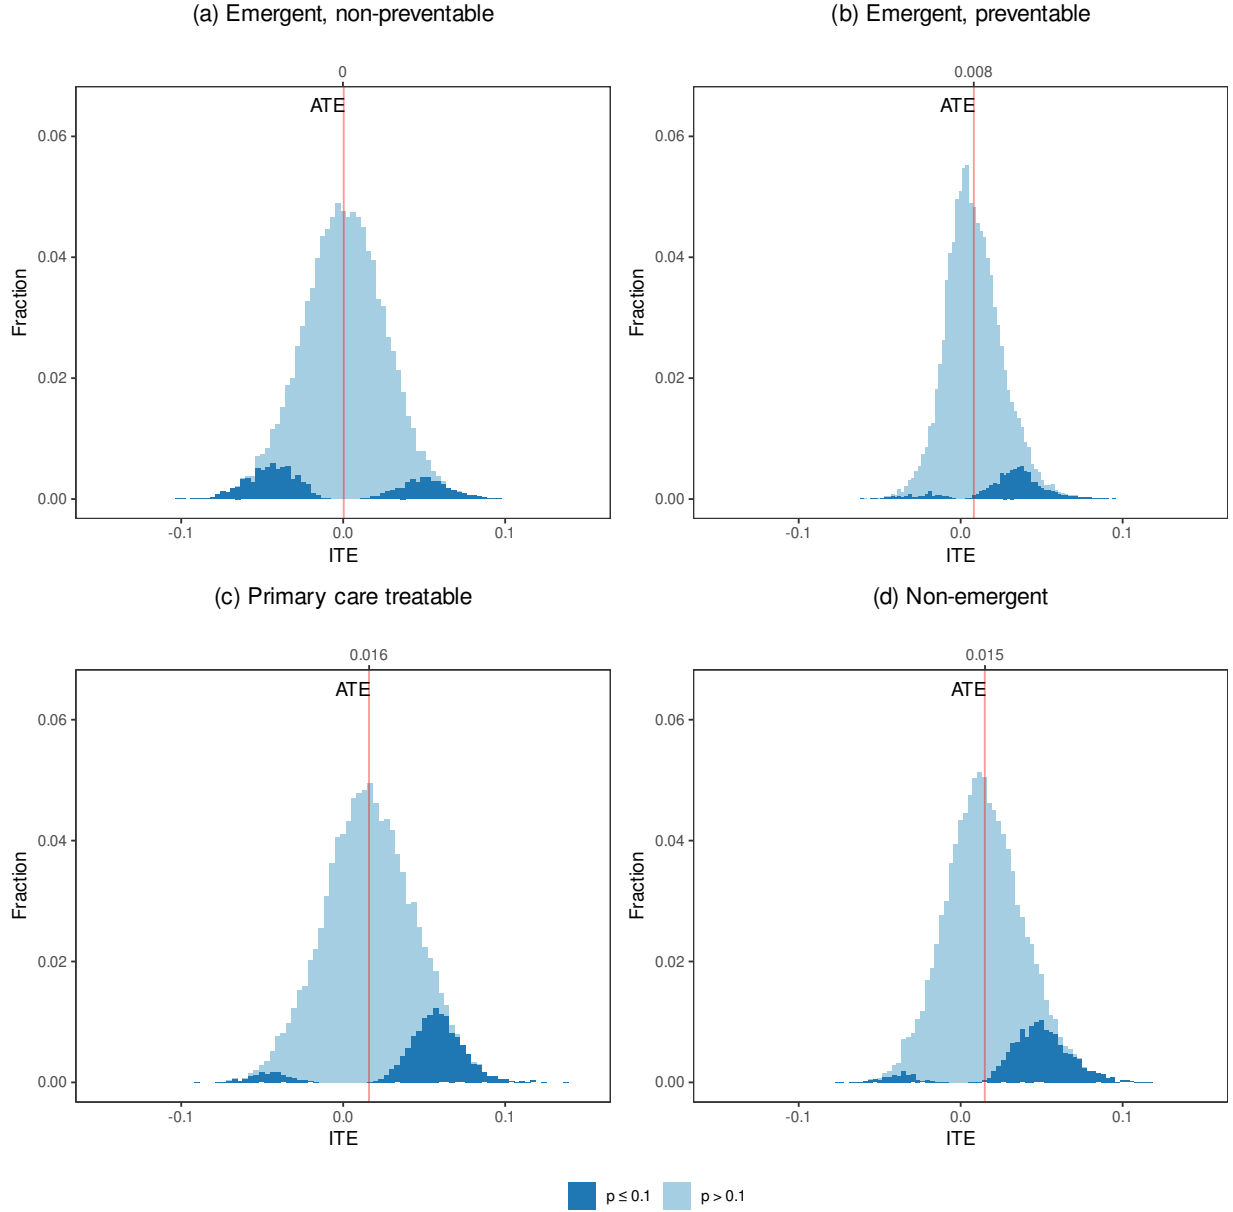 (a) Emergent, non-preventable
0
ATE
0.06
0.04
0.02
0.00
Fraction
-0.1 0.0 0.1
ITE
(b) Emergent, preventable
0.008
ATE
0.06
0.04
0.02
0.00
Fraction
-0.1 0.0 0.1
ITE
(c) Primary care treatable
0.016
ATE
0.06
0.04
0.02
0.00
Fraction
-0.1 0.0 0.1
ITE
(d) Non-emergent
0.015
ATE
0.06
0.04
0.02
0.00
Fraction
-0.1 0.0 0.1
ITE
p ≤ 0.1 p > 0.1